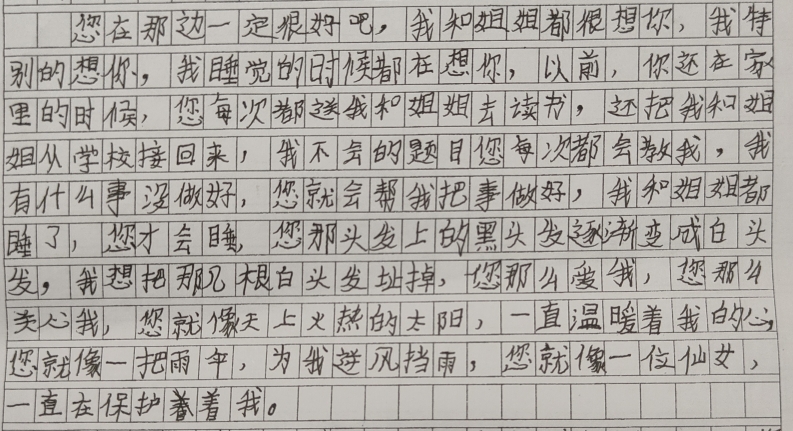 您在那边一定很好吧，我和姐姐都很想你，我特
别的想你，我睡觉的时候都在想你，以前，你还在家
里的时候，您每次都送我和姐姐去读书，还把我和姐
姐从学校接回来，我不会的题目您每次都会教我，我
有什么事没做好，您就会帮我把事做好，我和姐姐都
睡了，您才会睡，您那头发上的黑头发逐渐变成白头
发，我想把那几根白头发扯掉，您那么爱我，您那么
关心我，您就像天上火热的太阳，一直温暖着我的心，
您就像一把雨伞，为我遮风挡雨，您就像一位仙女，
一直在保护着我。